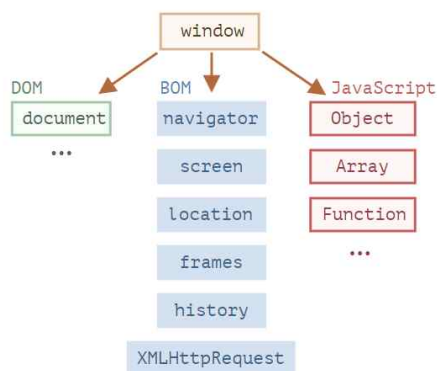 window
DOM
BOM
JavaScript
document
navigator
Object
...
screen
Array
location
Function
...
frames
history
XMLHttpRequest